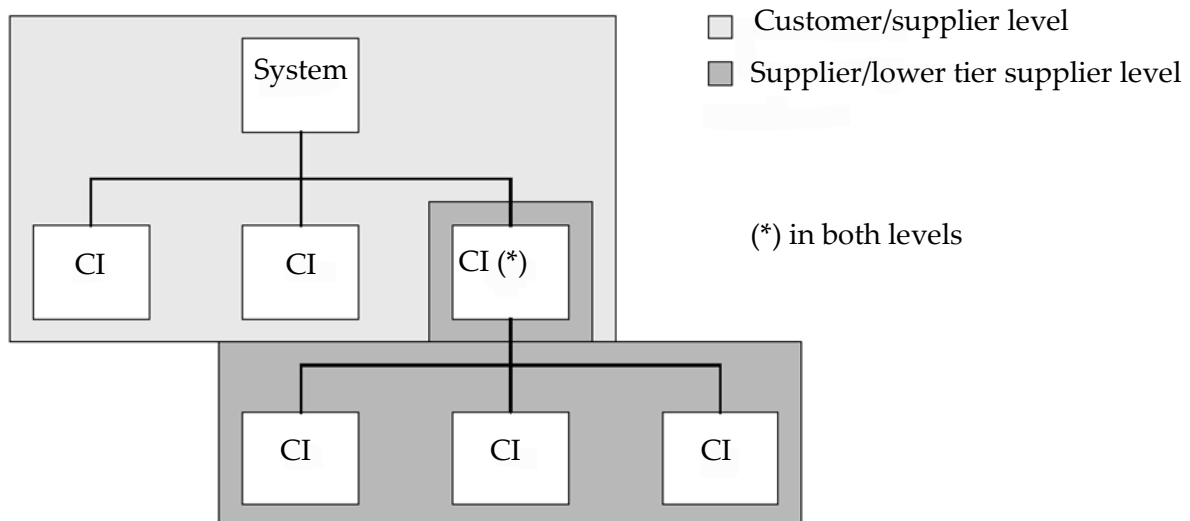 Customer/supplier level
System
Supplier/lower tier supplier level
(*) in both levels
CI
CI
CI (*)
CI
CI
CI